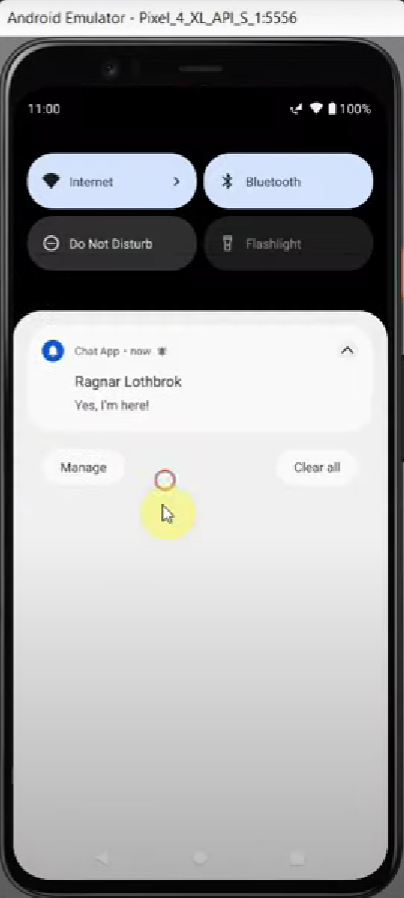 Android Emulator - Pixel_4_XL_API_S_1:5556
11:00 100%
Internet Bluetooth
Do Not Disturb Flashlight
Chat App • now
Ragnar Lothbrok
Yes, I'm here!
Manage Clear all